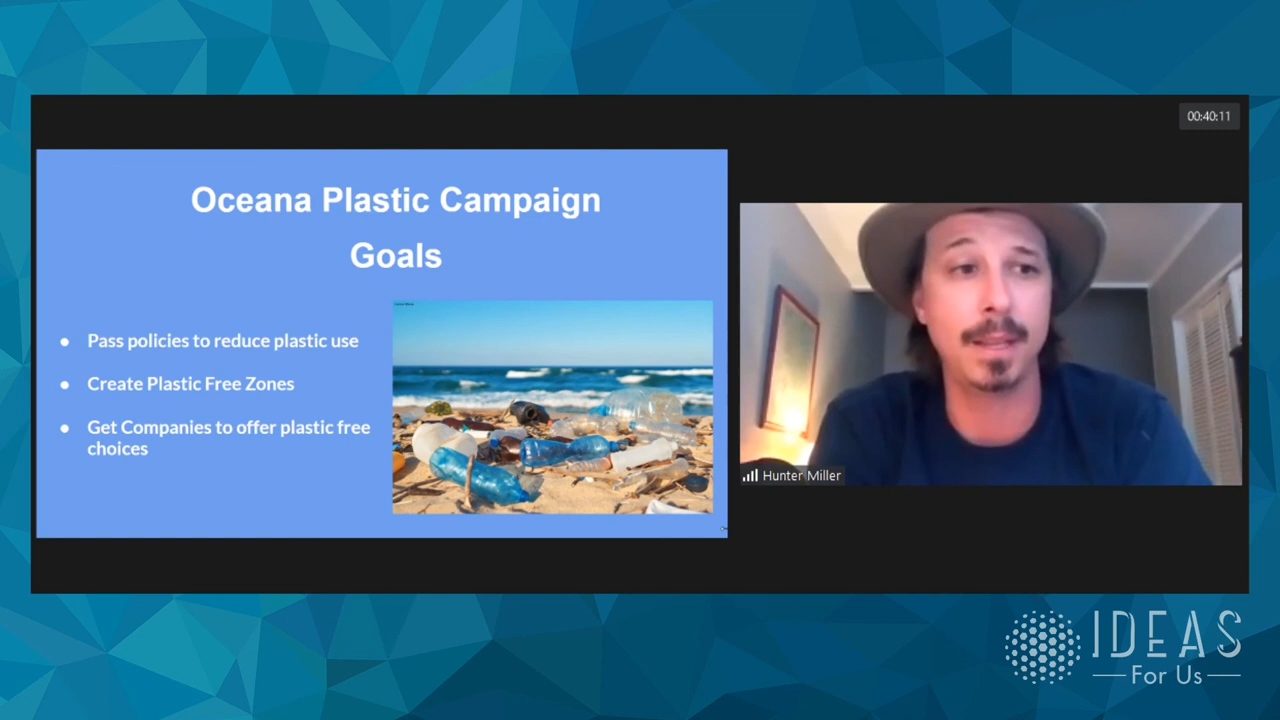 00:40:11
Oceana Plastic Campaign
Goals
● Pass policies to reduce plastic use
● Create Plastic Free Zones
● Get Companies to offer plastic free
choices
Hunter Miller
IDEAS
For Us